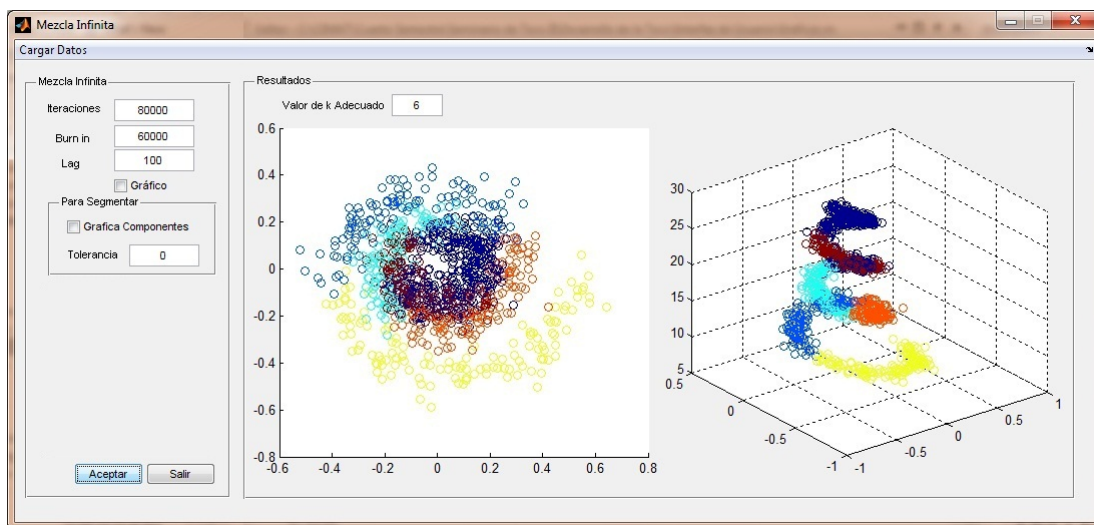 Mezcla Infinita
Cargar Datos
Mezcla Infinita
Iteraciones 80000
Burn in 60000
Lag 100
Gráfico
Para Segmentar
Grafica Componentes
Tolerancia 0
Aceptar Salir
Resultados
Valor de k Adecuado 6
0.6
0.4
0.2
0
-0.2
-0.4
-0.6
-0.8
-0.6 -0.4 -0.2 0 0.2 0.4 0.6 0.8
30
25
20
15
10
5
0.5 0 -0.5 -1
-1 -0.5 0 0.5 1